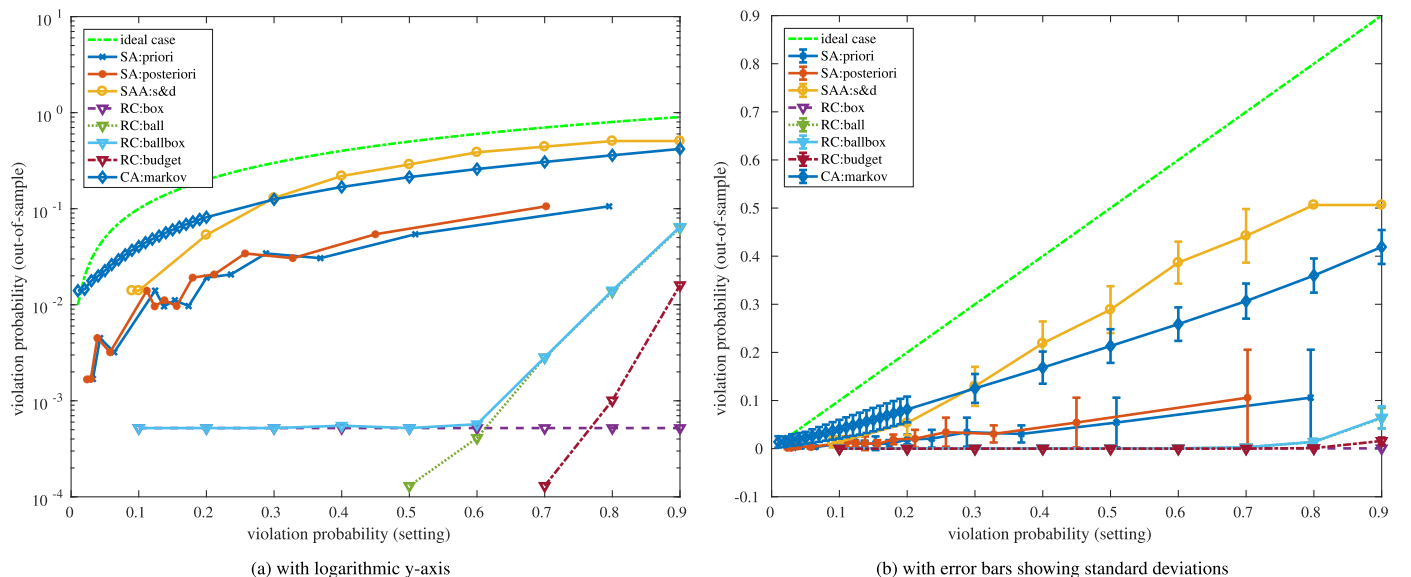 10 1
10 0
10 -1
10 -2
10 -3
10 -4
violation probability (out-of-sample)
ideal case
SA:priori
SA:posteriori
SAA:s&d
RC:box
RC:ball
RC:ballbox
RC:budget
CA:markov
0 0.1 0.2 0.3 0.4 0.5 0.6 0.7 0.8 0.9
violation probability (setting)
(a) with logarithmic y-axis
0.9
0.8
0.7
0.6
0.5
0.4
0.3
0.2
0.1
0
-0.1
violation probability (out-of-sample)
ideal case
SA:priori
SA:posteriori
SAA:s&d
RC:box
RC:ball
RC:ballbox
RC:budget
CA:markov
0 0.1 0.2 0.3 0.4 0.5 0.6 0.7 0.8 0.9
violation probability (setting)
(b) with error bars showing standard deviations